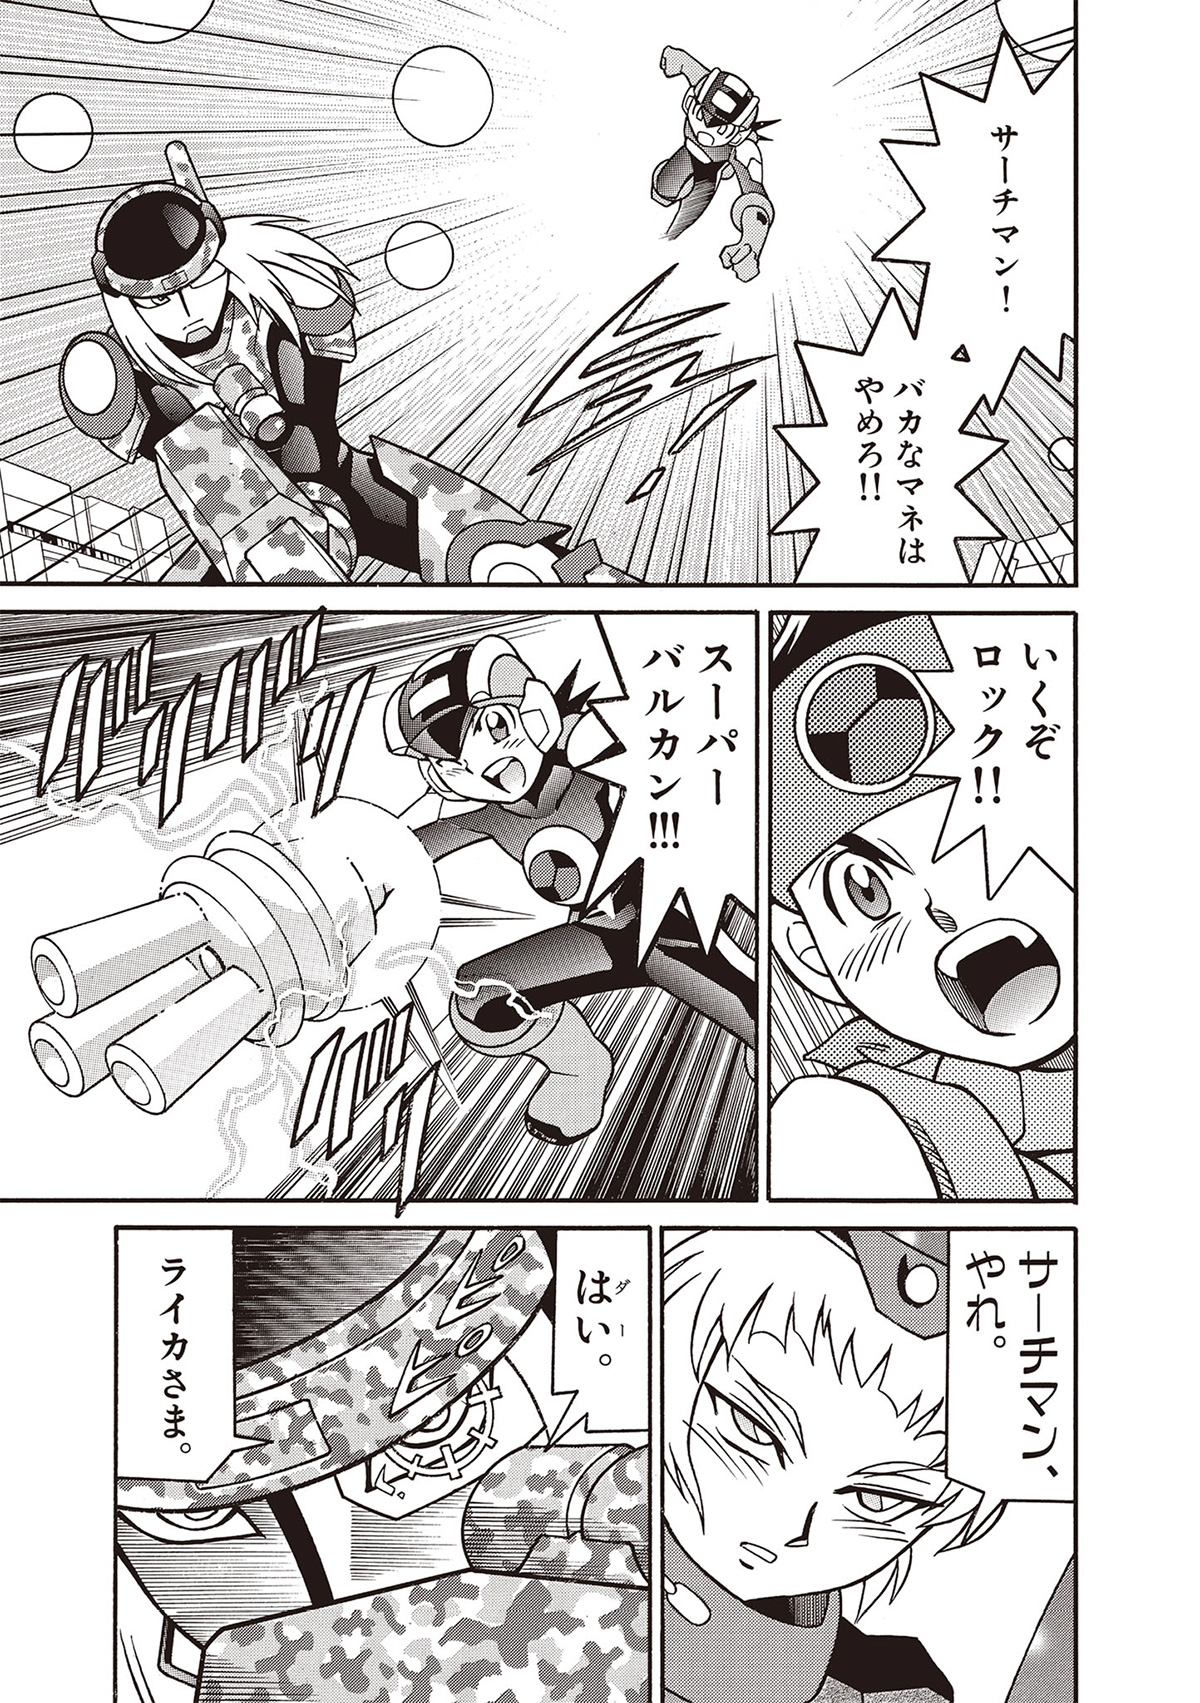 サーチマン!
バカなマネは
やめろ!!
いくぞ
ロック!!
スーパー
バルカン!!!
サーチマン、
やれ。
はい。
ダー
ライカさま。